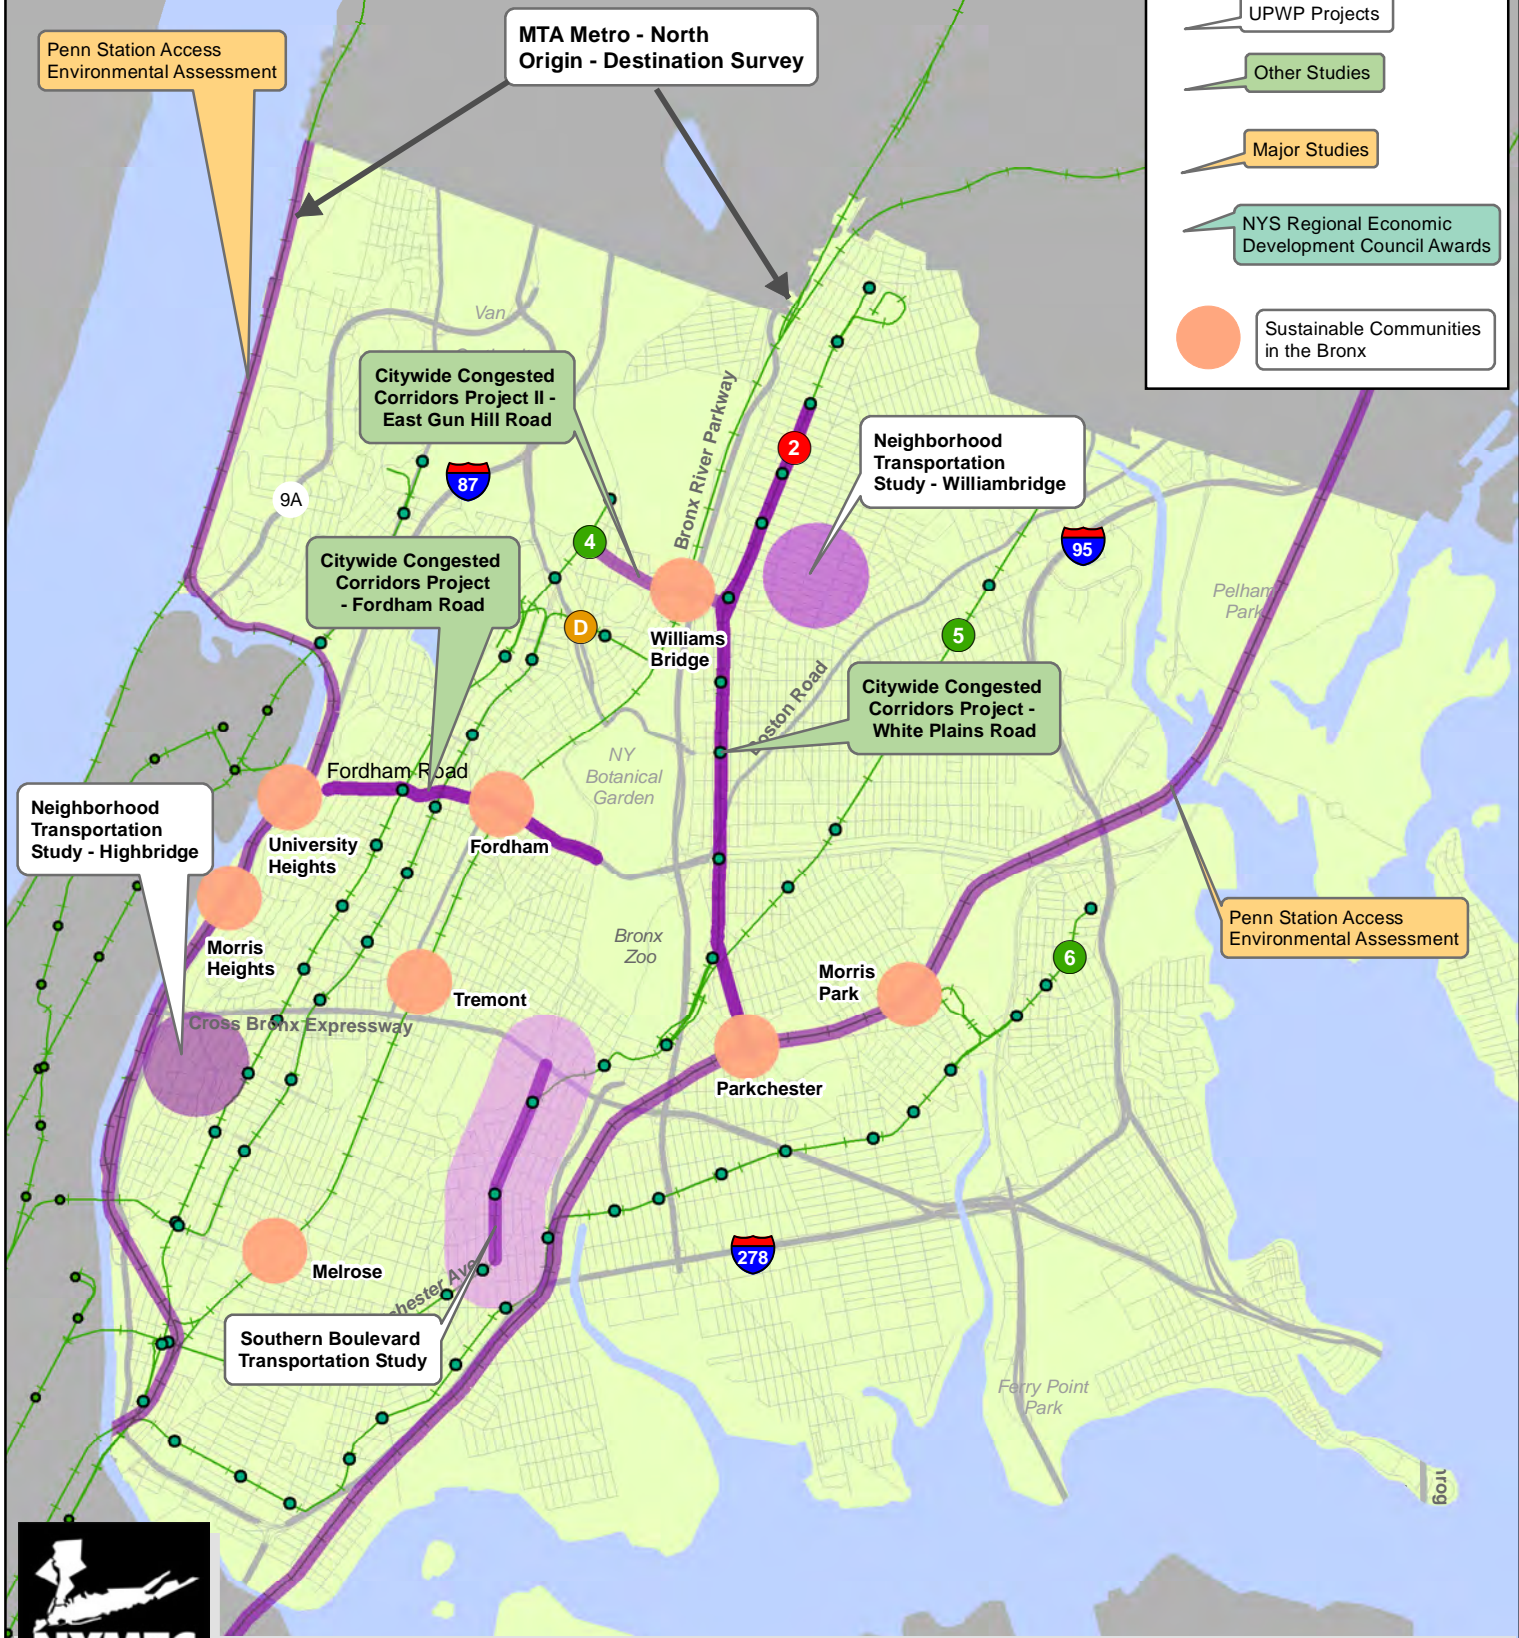 UPWP Projects
Penn Station Access
Environmental Assessment
MTA Metro - North
Origin - Destination Survey
Other Studies
Major Studies
NYS Regional Economic
Development Council Awards
Sustainable Communities
in the Bronx
Van
Citywide Congested
Corridors Project II -
East Gun Hill Road
Bronx River Parkway
2
Neighborhood
Transportation
Study - Williambridge
87
9A
4
95
Citywide Congested
Corridors Project
- Fordham Road
Pelham
Park
D
5
Williams
Bridge
Citywide Congested
Corridors Project -
White Plains Road
Boston Road
NY
Botanical
Garden
Fordham Road
Neighborhood
Transportation
Study - Highbridge
University
Heights
Fordham
Penn Station Access
Environmental Assessment
Morris
Heights
Bronx
Zoo
6
Morris
Park
Tremont
Cross Bronx Expressway
Parkchester
278
Melrose
chester Ave
Southern Boulevard
Transportation Study
Ferry Point
Park
NYMTC